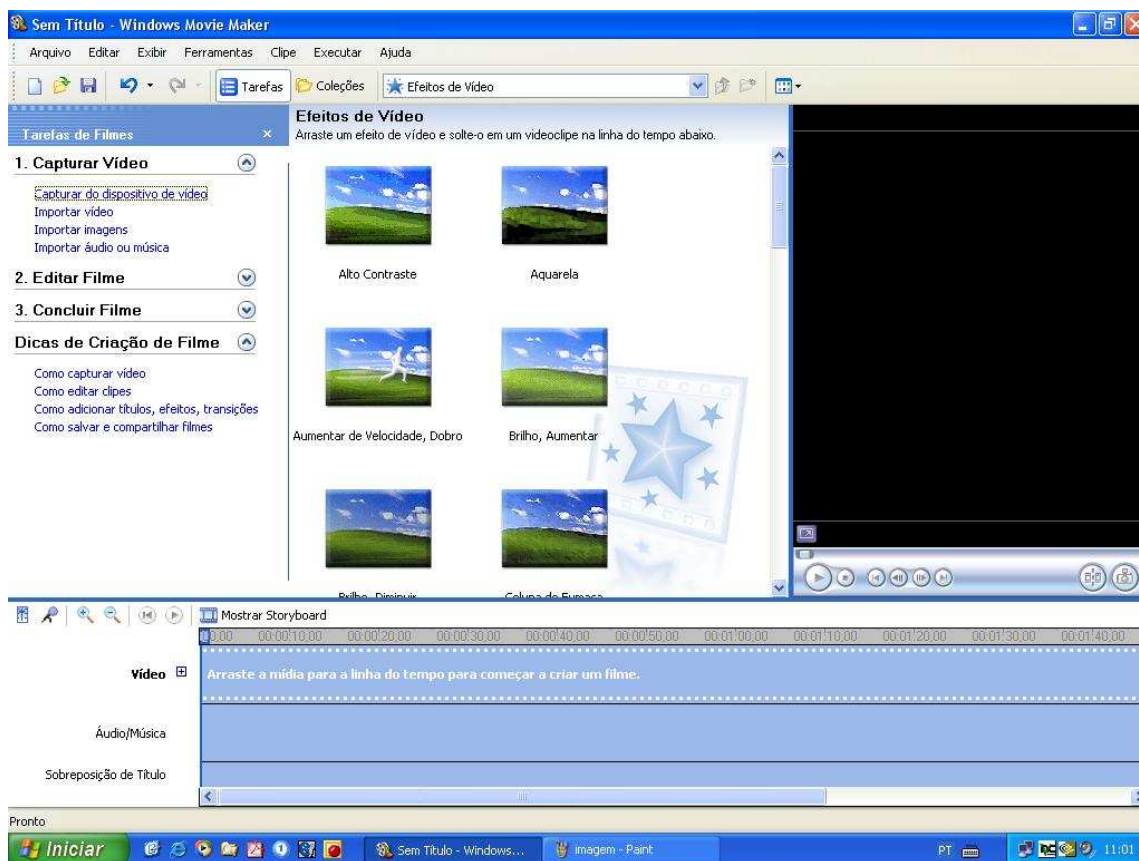 Sem Título - Windows Movie Maker
Arquivo Editar Exibir Ferramentas Clipe Executar Ajuda
Tarefas Coleções Efeitos de Vídeo
Tarefas de Filmes
1. Capturar Vídeo
Capturar do dispositivo de vídeo
Importar vídeo
Importar imagens
Importar áudio ou música
2. Editar Filme
3. Concluir Filme
Dicas de Criação de Filme
Como capturar vídeo
Como editar clipes
Como adicionar títulos, efeitos, transições
Como salvar e compartilhar filmes
Efeitos de Vídeo
Arraste um efeito de vídeo e solte-o em um videoclipe na linha do tempo abaixo.
Alto Contraste Aquarela
Aumentar de Velocidade, Dobro Brilho, Aumentar
Brilho, Diminuir Coluna de Fumaça
Mostrar Storyboard
00:00:10,00 00:00:20,00 00:00:30,00 00:00:40,00 00:00:50,00 00:01:00,00 00:01:10,00 00:01:20,00 00:01:30,00 00:01:40,00
Vídeo
Arraste a mídia para a linha do tempo para começar a criar um filme.
Áudio/Música
Sobreposição de Título
Pronto
Iniciar Sem Título - Windows... imagem - Paint PT 11:01